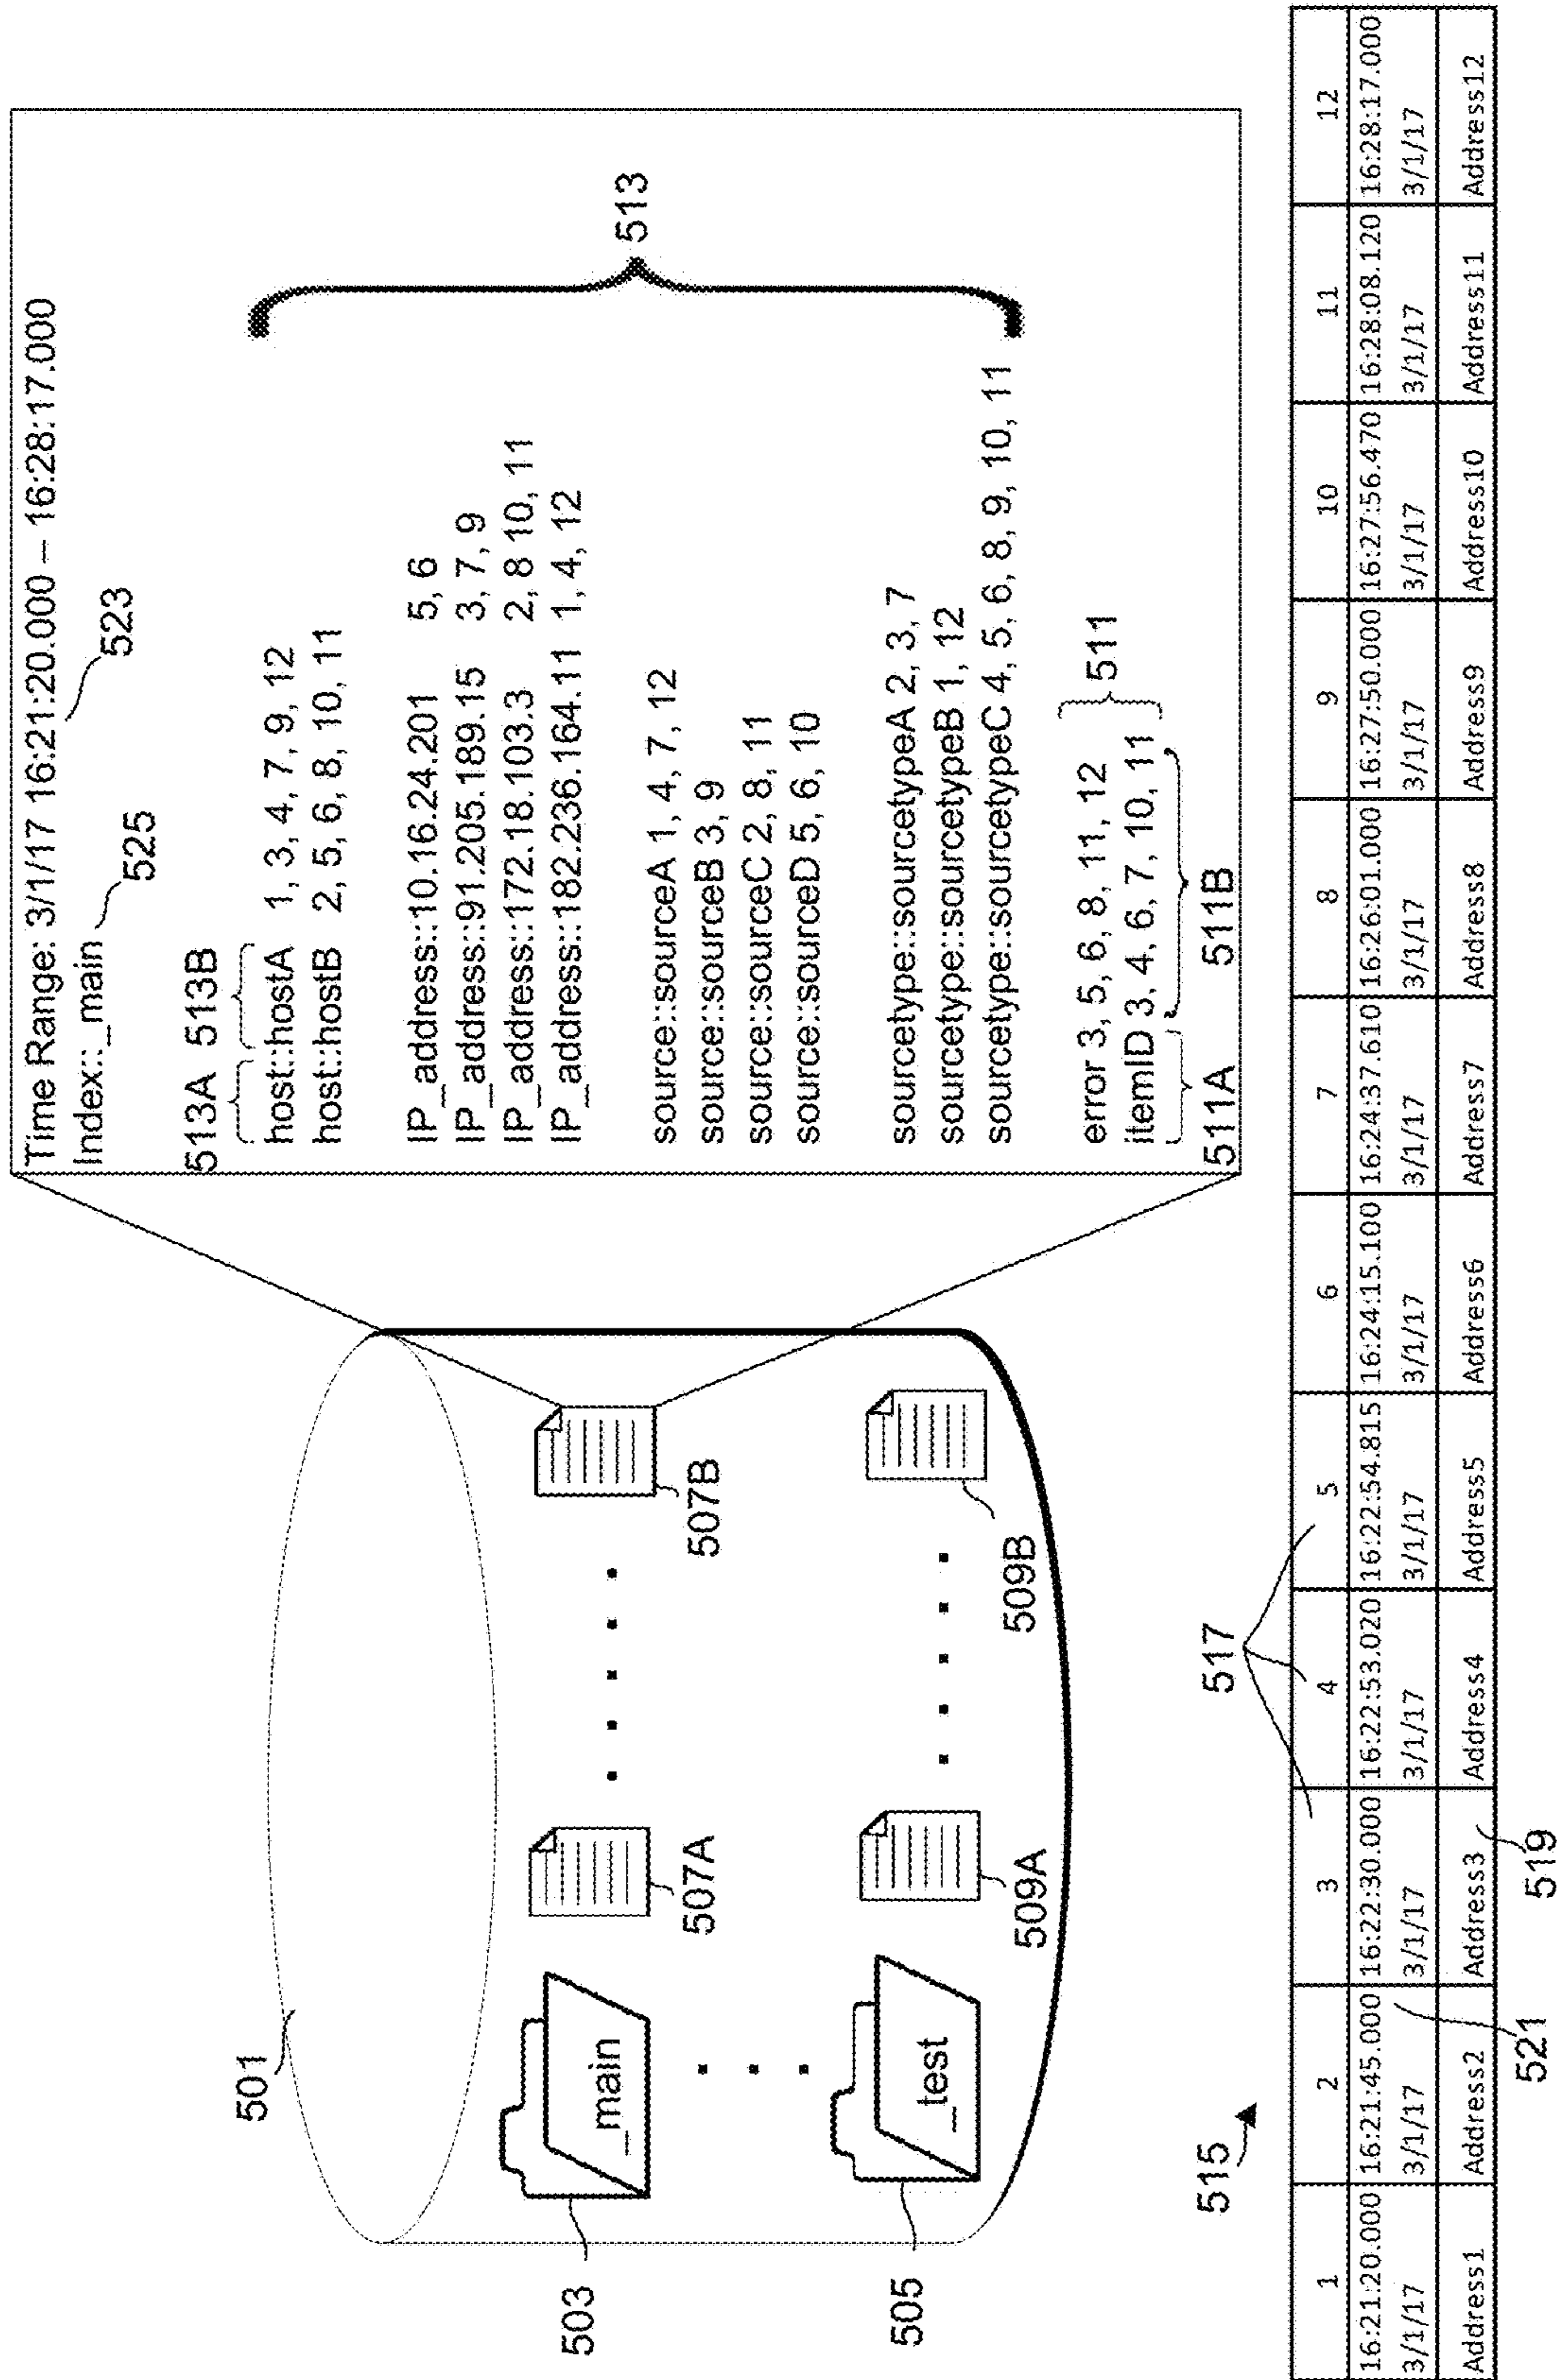 Time Range: 3/1/17 16:21:20.000 – 16:28:17.000
523
Index::_main
525
513A 513B
host::hostA 1, 3, 4, 7, 9, 12
host::hostB 2, 5, 6, 8, 10, 11
IP_address::10.16.24.201 5, 6
IP_address::91.205.189.15 3, 7, 9
IP_address::172.18.103.3 2, 8 10, 11
IP_address::182.236.164.11 1, 4, 12
513
source::sourceA 1, 4, 7, 12
source::sourceB 3, 9
source::sourceC 2, 8, 11
source::sourceD 5, 6, 10
sourcetype::sourcetypeA 2, 3, 7
sourcetype::sourcetypeB 1, 12
sourcetype::sourcetypeC 4, 5, 6, 8, 9, 10, 11
error 3, 5, 6, 8, 11, 12
itemID 3, 4, 6, 7, 10, 11
511
511A 511B
501
503
_main
507A
507B
505
_test
509A
509B
515
517
1 2 3 4 5 6 7 8 9 10 11 12
16:21:20.000 16:21:45.000 16:22:30.000 16:22:53.020 16:22:54.815 16:24:15.100 16:24:37.610 16:26:01.000 16:27:50.000 16:27:56.470 16:28:08.120 16:28:17.000
3/1/17 3/1/17 3/1/17 3/1/17 3/1/17 3/1/17 3/1/17 3/1/17 3/1/17 3/1/17 3/1/17 3/1/17
Address1 Address2 Address3 Address4 Address5 Address6 Address7 Address8 Address9 Address10 Address11 Address12
521
519